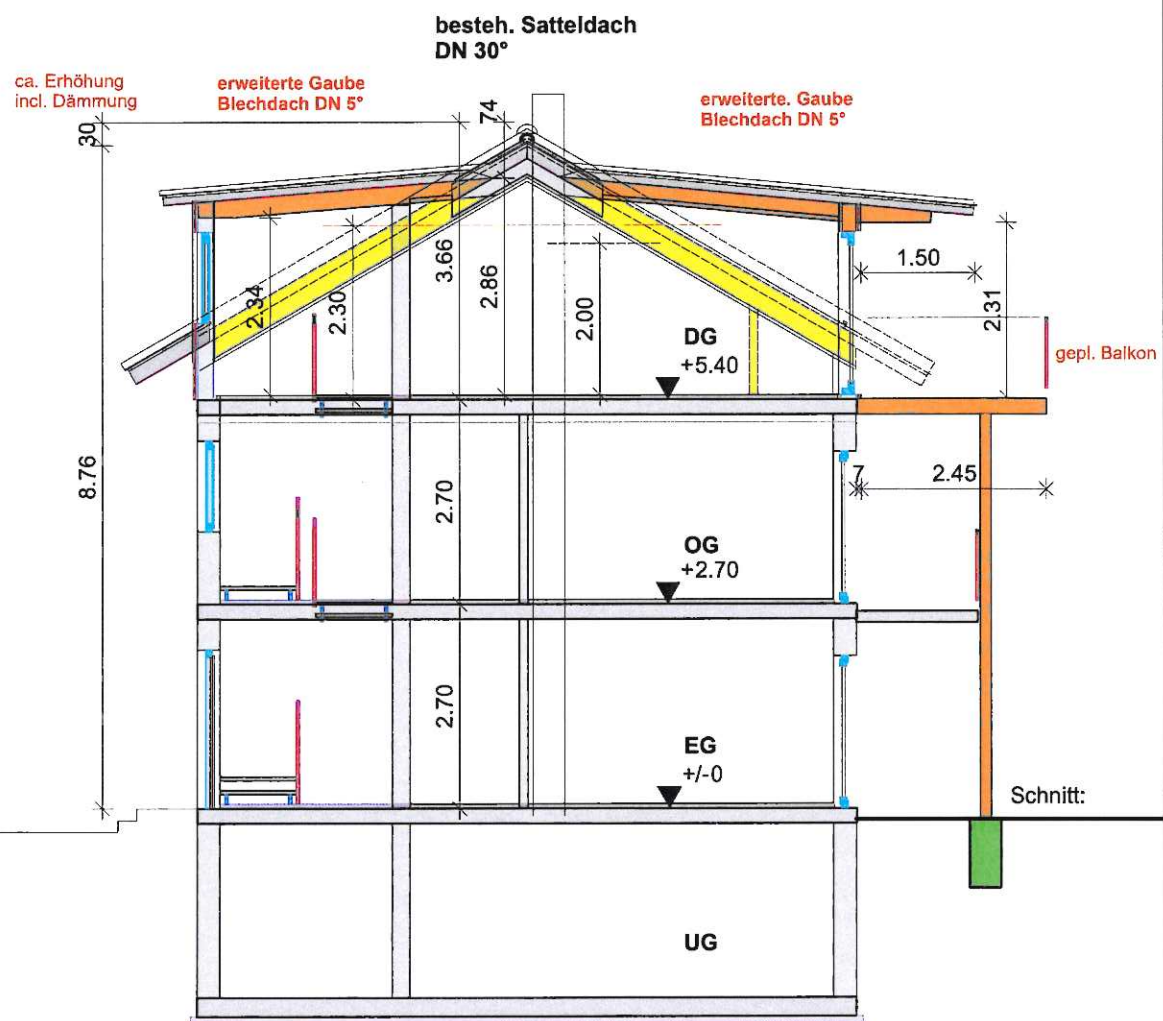 besteh. Satteldach
DN 30°
ca. Erhöhung
incl. Dämmung
erweiterte Gaube
Blechdach DN 5°
erweiterte. Gaube
Blechdach DN 5°
30
74
2.34
2.30
3.66
2.86
2.00
1.50
2.31
DG
+5.40
gepl. Balkon
8.76
2.70
7
2.45
OG
+2.70
2.70
EG
+/-0
Schnitt:
UG